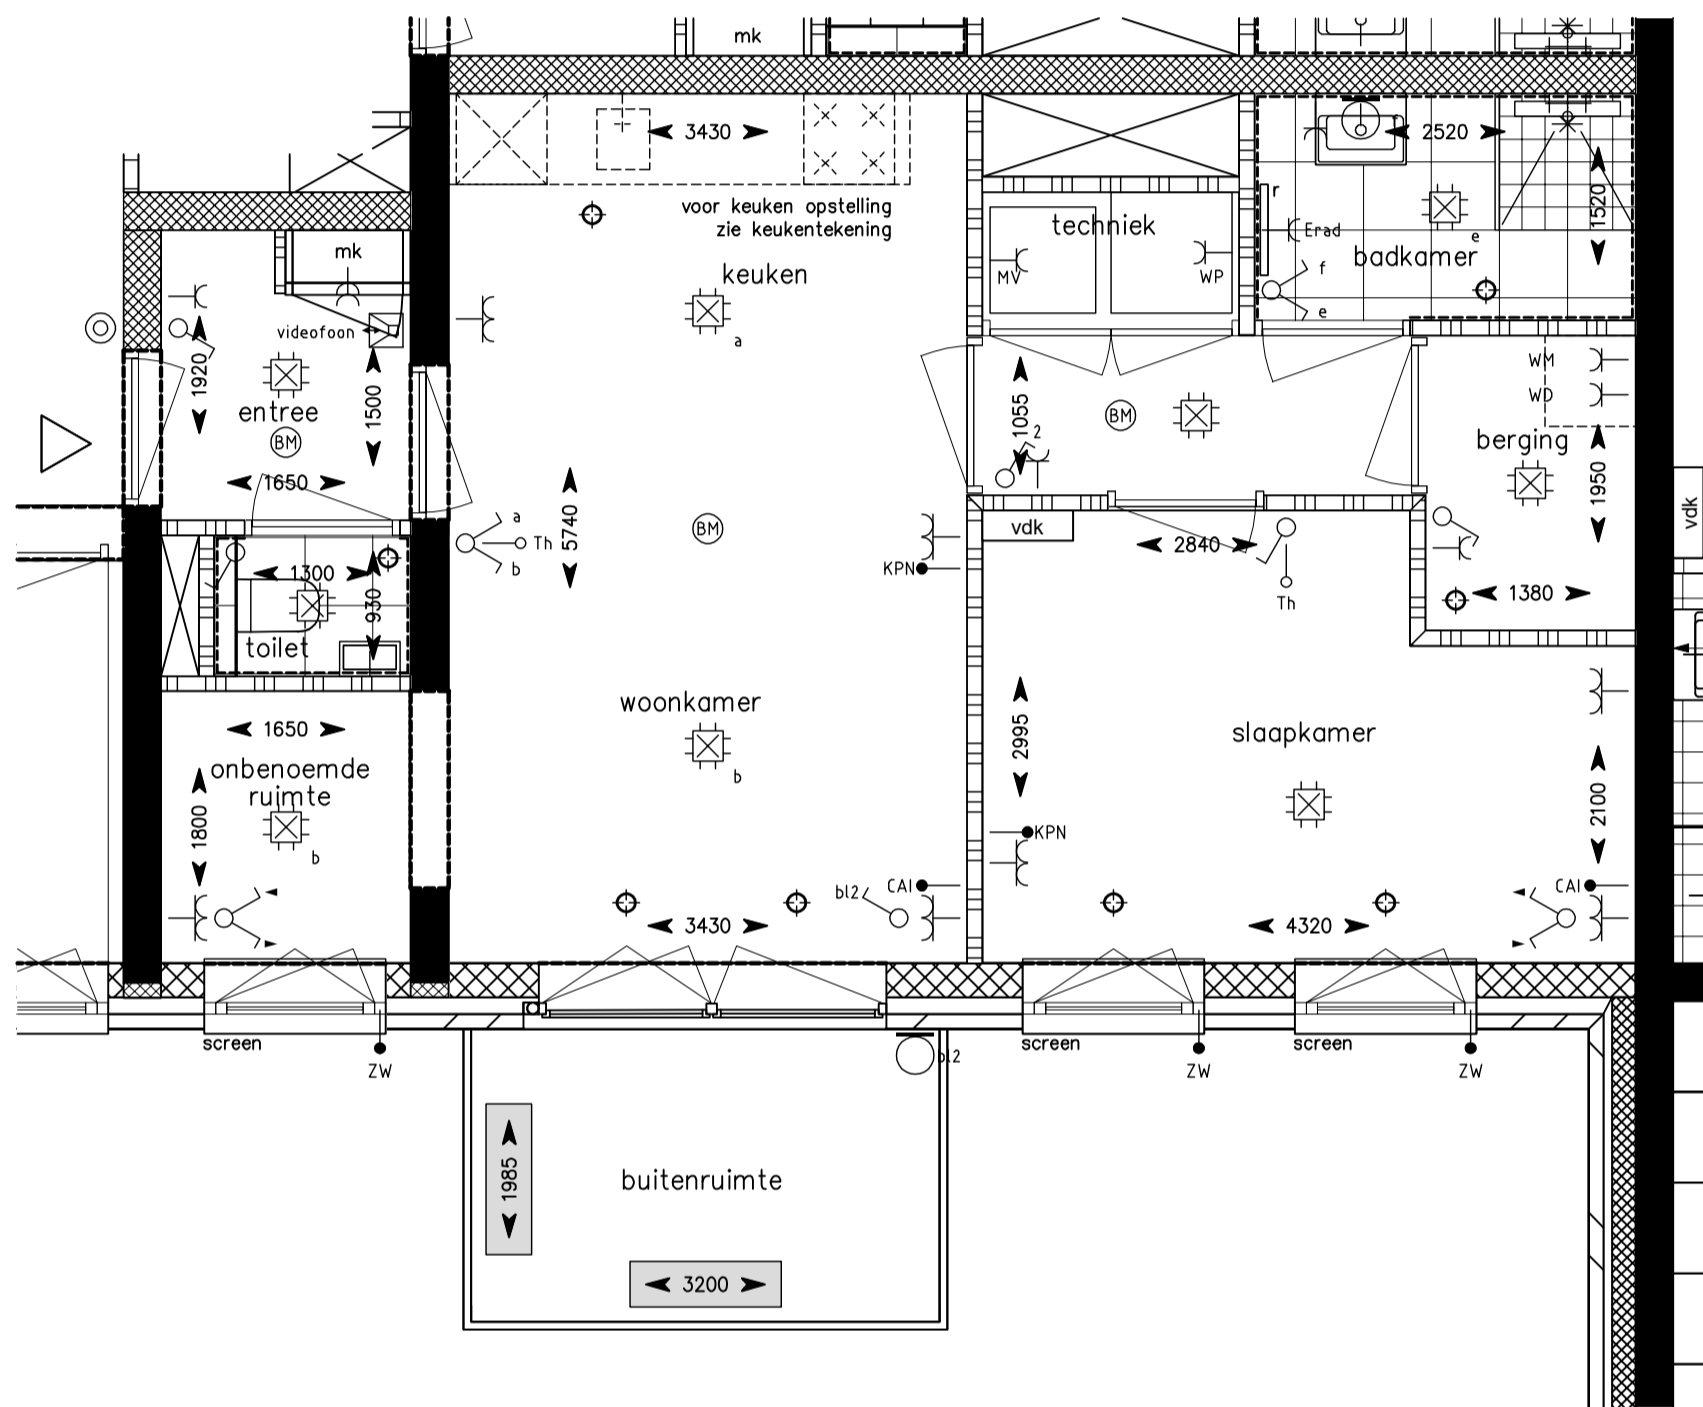 mk
3430
2520
1520
voor keuken opstelling
zie keukentekening
techniek
r
Erad
e
badkamer
mk
keuken
MV
WP
f
e
videofoon
a
1920
1500
entree
BM
1650
1055
2
BM
WM
WD
berging
1950
vdk
5740
a
Th
b
BM
KPN
vdk
2840
Th
1380
1300
930
toilet
woonkamer
b
2995
slaapkamer
2100
1650
onbenoemde
ruimte
1800
b
KPN
bl2
CAI
CAI
3430
4320
screen
ZW
bl2
screen
ZW
screen
ZW
1985
buitenruimte
3200